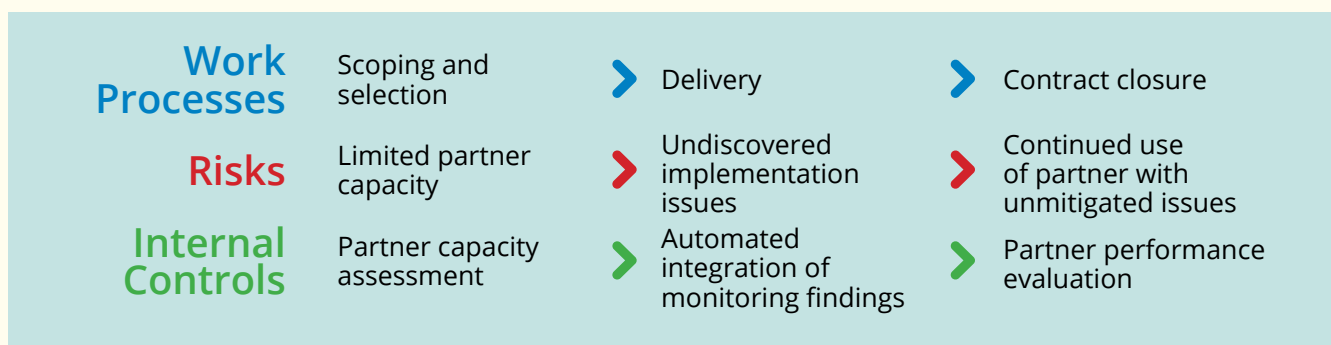 Work
Processes
Scoping and
selection
Delivery
Contract closure
Risks
Limited partner
capacity
Undiscovered
implementation
issues
Continued use
of partner with
unmitigated issues
Internal
Controls
Partner capacity
assessment
Automated
integration of
monitoring findings
Partner performance
evaluation